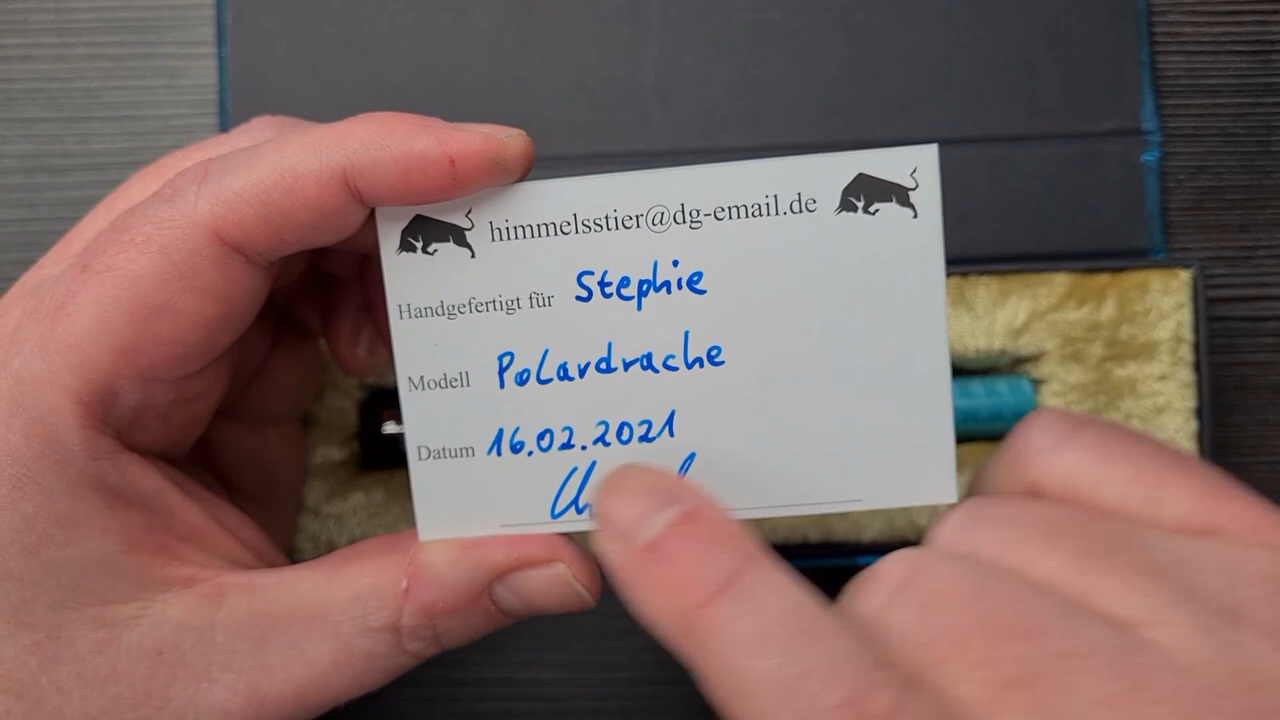 himmelsstier@dg-email.de
Handgefertigt für Stephie
Modell Polardrache
Datum 16.02.2021